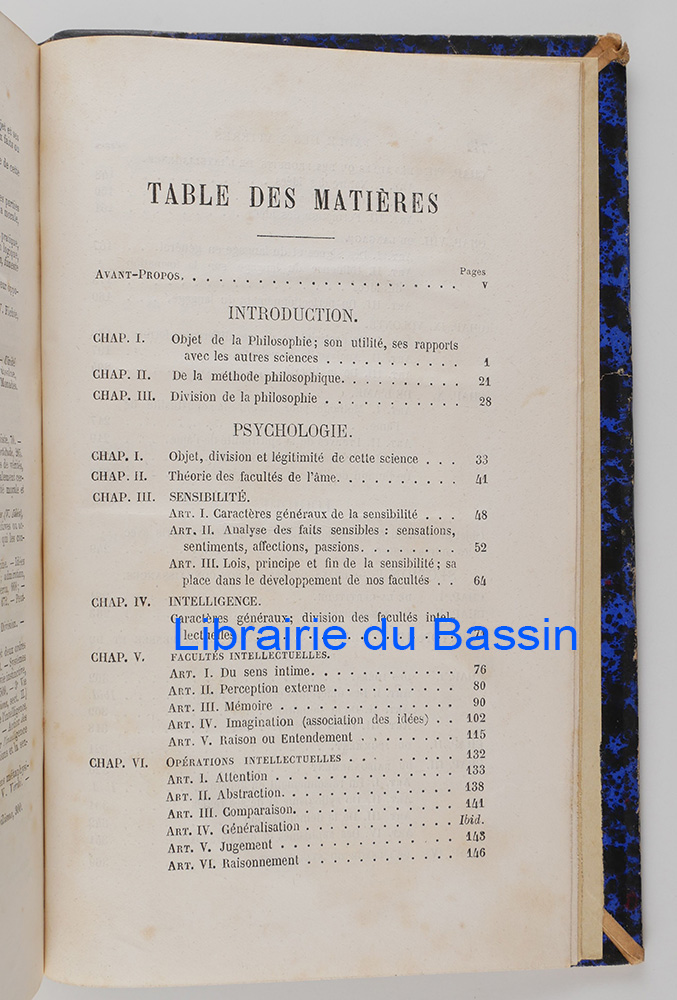 TABLE DES MATIÈRES
Pages
AVANT-PROPOS. . . . . . . . . . . . . . . . . . . . . . v
INTRODUCTION.
CHAP. I. Objet de la Philosophie; son utilité, ses rapports
avec les autres sciences . . . . . . . . . . . 1
CHAP. II. De la méthode philosophique. . . . . . . . . . 21
CHAP. III. Division de la philosophie . . . . . . . . . . . 28
PSYCHOLOGIE.
CHAP. I. Objet, division et légitimité de cette science . . . 33
CHAP. II. Théorie des facultés de l'âme. . . . . . . . . . 41
CHAP. III. SENSIBILITÉ.
ART. I. Caractères généraux de la sensibilité . . . 48
ART. II. Analyse des faits sensibles : sensations,
sentiments, affections, passions. . . . . . . . 52
ART. III. Lois, principe et fin de la sensibilité; sa
place dans le développement de nos facultés . . 64
CHAP. IV. INTELLIGENCE.
Caractères généraux; division des facultés intel-
lectuelles
Librairie du Bassin
CHAP. V. FACULTÉS INTELLECTUELLES.
ART. I. Du sens intime. . . . . . . . . . . . . 76
ART. II. Perception externe . . . . . . . . . . 80
ART. III. Mémoire . . . . . . . . . . . . . . 90
ART. IV. Imagination (association des idées) . . 102
ART. V. Raison ou Entendement . . . . . . . . 115
CHAP. VI. OPÉRATIONS INTELLECTUELLES . . . . . . . . 132
ART. I. Attention . . . . . . . . . . . . . . 133
ART. II. Abstraction. . . . . . . . . . . . . . 138
ART. III. Comparaison. . . . . . . . . . . . . 141
ART. IV. Généralisation . . . . . . . . . . . . Ibid.
ART. V. Jugement . . . . . . . . . . . . . . 143
ART. VI. Raisonnement . . . . . . . . . . . . 146